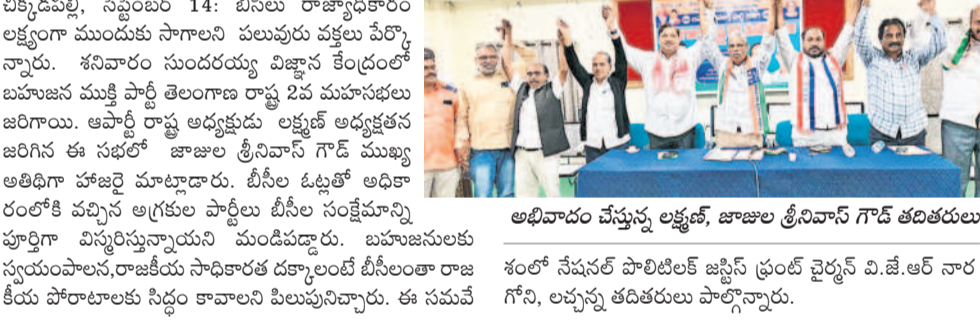 చిక్కడపల్లి, సెప్టెంబర్ 14: బీసీలు రాజ్యాధికారం
లక్ష్యంగా ముందుకు సాగాలని పలువురు వక్తలు పేర్కొ
న్నారు. శనివారం సుందరయ్య విజ్ఞాన కేంద్రంలో
బహుజన ముక్తి పార్టీ తెలంగాణ రాష్ట్ర 2వ మహాసభలు
జరిగాయి. ఆపార్టీ రాష్ట్ర అధ్యక్షుడు లక్ష్మణ్ అధ్యక్షతన
జరిగిన ఈ సభలో జాజుల శ్రీనివాస్ గౌడ్ ముఖ్య
అతిథిగా హాజరై మాట్లాడారు. బీసీల ఓట్లతో అధికా
రంలోకి వచ్చిన అగ్రకుల పార్టీలు బీసీల సంక్షేమాన్ని
పూర్తిగా విస్మరిస్తున్నాయని మండిపడ్డారు. బహుజనులకు
స్వయంపాలన,రాజకీయ సాధికారత దక్కాలంటే బీసీలంతా రాజ
కీయ పోరాటాలకు సిద్ధం కావాలని పిలుపునిచ్చారు. ఈ సమవే
అభివాదం చేస్తున్న లక్ష్మణ్, జాజుల శ్రీనివాస్ గౌడ్ తదితరులు
శంలో నేషనల్ పొలిటిలక్ జస్టిస్ ఫ్రంట్ చైర్మన్ వి.జే.ఆర్ నార
గోని, లచ్చన్న తదితరులు పాల్గొన్నారు.